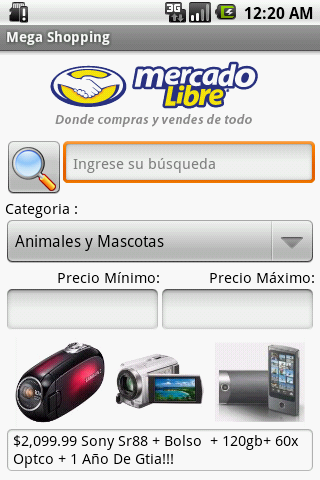 3G
12:20 AM
Mega Shopping
mercado
Libre
Donde compras y vendes de todo
Ingrese su búsqueda
Categoria :
Animales y Mascotas
Precio Mínimo:
Precio Máximo:
$2,099.99 Sony Sr88 + Bolso + 120gb+ 60x
Optco + 1 Año De Gtia!!!